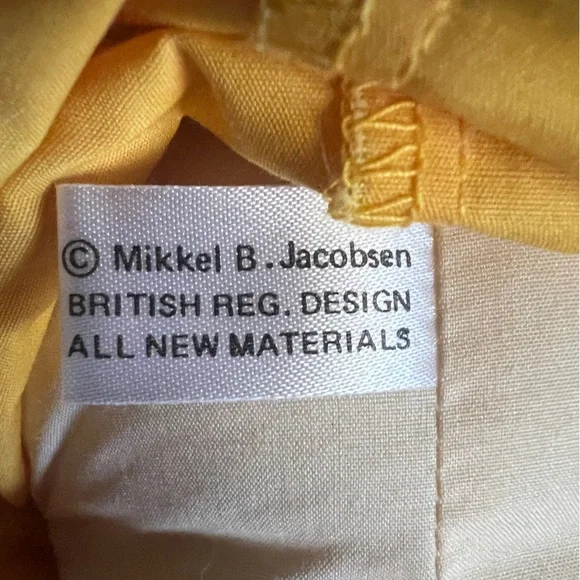 © Mikkel B. Jacobsen
BRITISH REG. DESIGN
ALL NEW MATERIALS